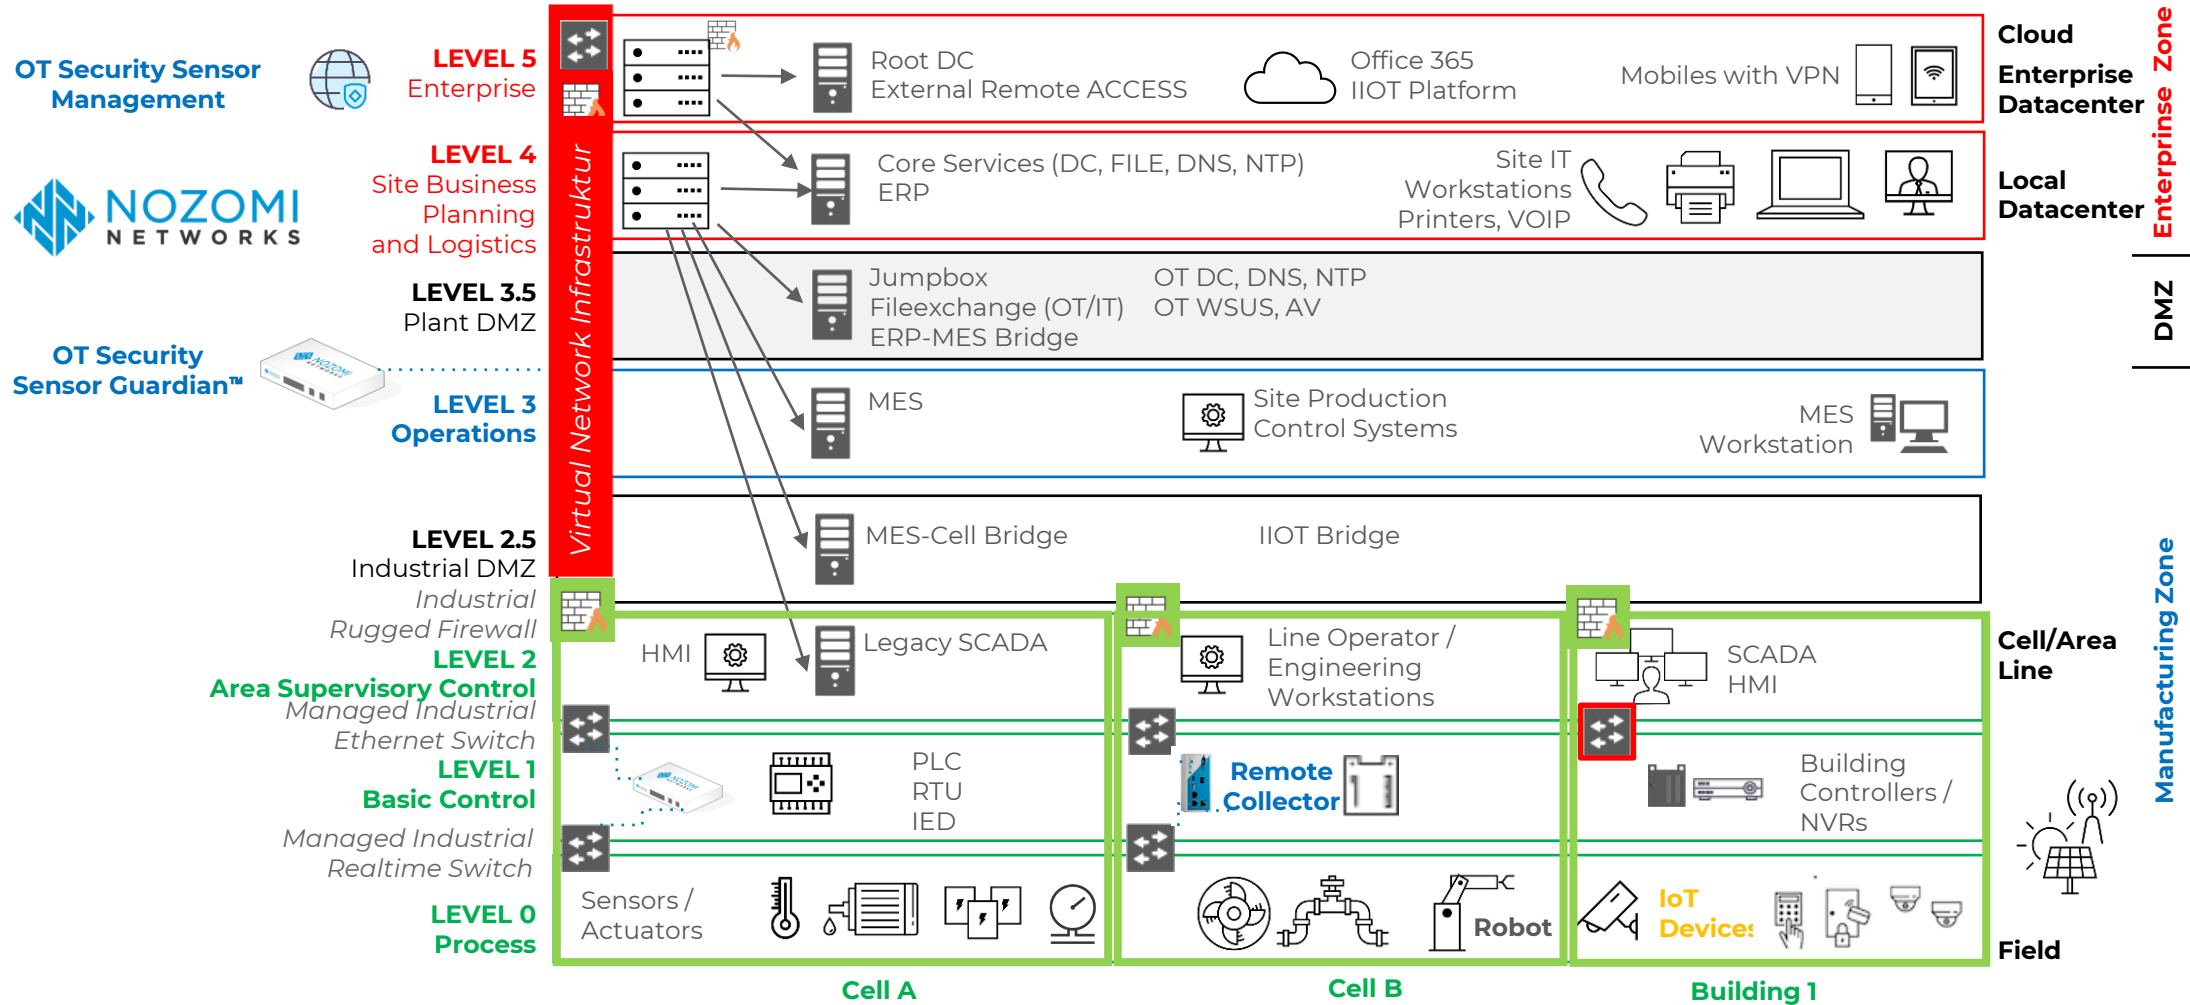 OT Security Sensor
Management
LEVEL 5
Enterprise
Root DC
External Remote ACCESS
Office 365
IIOT Platform
Mobiles with VPN
Cloud
Enterprise
Datacenter
Enterprinse Zone
NOZOMI
NETWORKS
LEVEL 4
Site Business
Planning
and Logistics
Virtual Network Infrastruktur
Core Services (DC, FILE, DNS, NTP)
ERP
Site IT
Workstations
Printers, VOIP
Local
Datacenter
LEVEL 3.5
Plant DMZ
Jumpbox
Fileexchange (OT/IT)
ERP-MES Bridge
OT DC, DNS, NTP
OT WSUS, AV
DMZ
OT Security
Sensor Guardian™
NOZOMI
NETWORKS
LEVEL 3
Operations
MES
Site Production
Control Systems
MES
Workstation
LEVEL 2.5
Industrial DMZ
MES-Cell Bridge
IIOT Bridge
Manufacturing Zone
Industrial
Rugged Firewall
LEVEL 2
Area Supervisory Control
HMI
Legacy SCADA
Line Operator /
Engineering
Workstations
SCADA
HMI
Cell/Area
Line
Managed Industrial
Ethernet Switch
LEVEL 1
Basic Control
NOZOMI
NETWORKS
PLC
RTU
IED
Remote
Collector
Building
Controllers /
NVRs
Managed Industrial
Realtime Switch
LEVEL 0
Process
Sensors /
Actuators
Robot
IoT
Devices
Field
Cell A
Cell B
Building 1